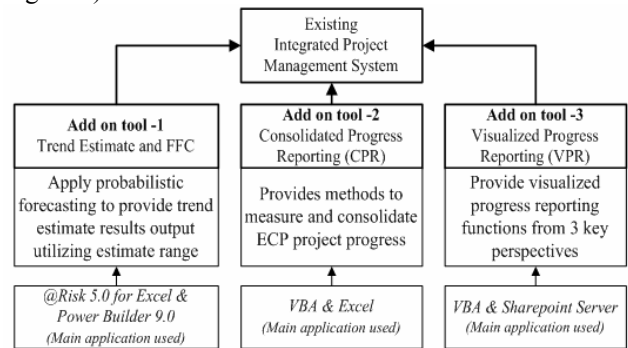 Existing
Integrated Project
Management System
Add on tool -1
Trend Estimate and FFC
Apply probabilistic
forecasting to provide trend
estimate results output
utilizing estimate range
@Risk 5.0 for Excel &
Power Builder 9.0
(Main application used)
Add on tool -2
Consolidated Progress
Reporting (CPR)
Provides methods to
measure and consolidate
ECP project progress
VBA & Excel
(Main application used)
Add on tool -3
Visualized Progress
Reporting (VPR)
Provide visualized
progress reporting
functions from 3 key
perspectives
VBA & Sharepoint Server
(Main application used)